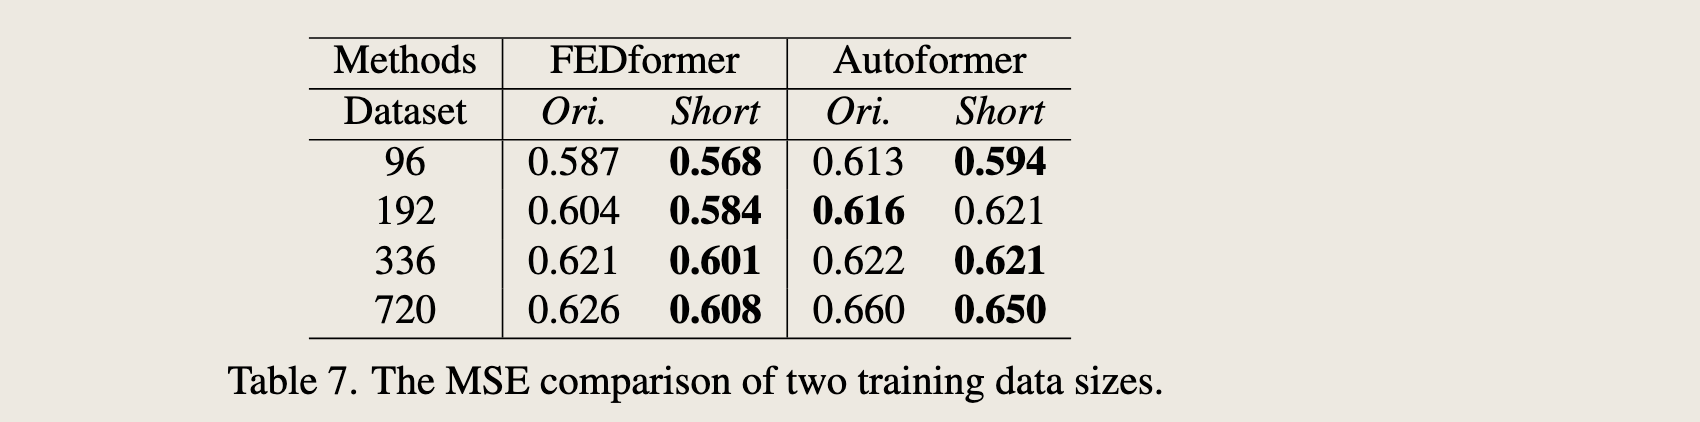 Methods FEDformer Autoformer
Dataset Ori. Short Ori. Short
96 0.587 0.568 0.613 0.594
192 0.604 0.584 0.616 0.621
336 0.621 0.601 0.622 0.621
720 0.626 0.608 0.660 0.650
Table 7. The MSE comparison of two training data sizes.